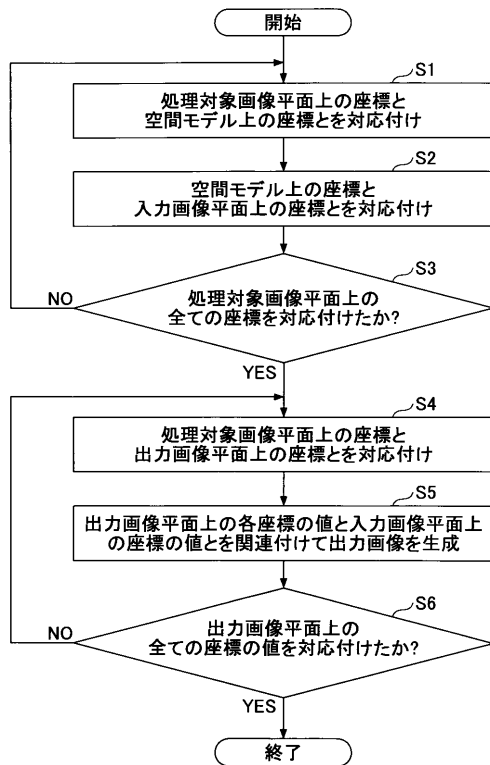 開始
S1
処理対象画像平面上の座標と
空間モデル上の座標とを対応付け
S2
空間モデル上の座標と
入力画像平面上の座標とを対応付け
S3
処理対象画像平面上の
全ての座標を対応付けたか?
NO
YES
S4
処理対象画像平面上の座標と
出力画像平面上の座標とを対応付け
S5
出力画像平面上の各座標の値と入力画像平面上
の座標の値とを関連付けて出力画像を生成
S6
出力画像平面上の
全ての座標の値を対応付けたか?
NO
YES
終了